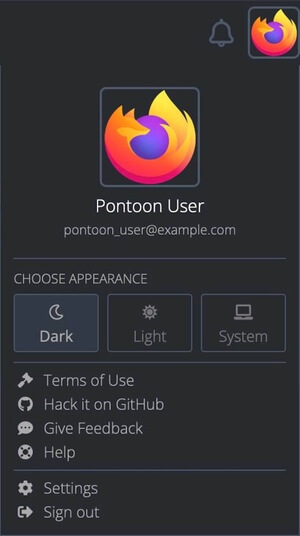 Pontoon User
pontoon_user@example.com
CHOOSE APPEARANCE
Dark
Light
System
Terms of Use
Hack it on GitHub
Give Feedback
Help
Settings
Sign out